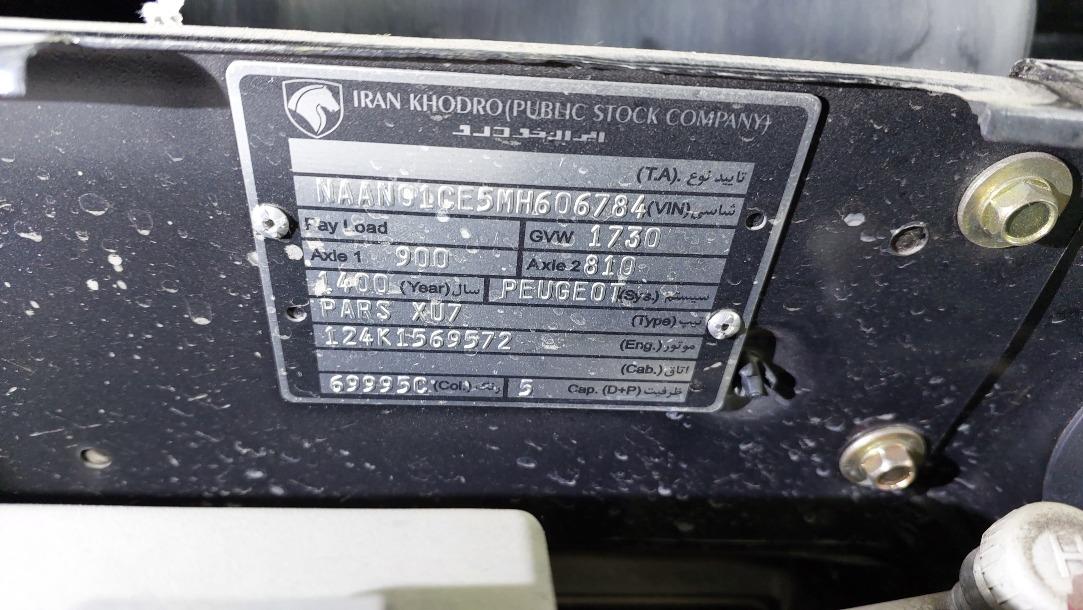 IRAN KHODRO (PUBLIC STOCK COMPANY)
ایران خودرو
تایید نوع .(T.A)
NAAN91CE5MH606784 (VIN) شاسی
Pay Load GVW 1730
Axle 1 900 Axle 2 810
1400 (Year) سال PEUGEOT (Sys.) سیستم
PARS XU7 (Type) تیپ
124K1569572 (Eng.) موتور
(Cab.) اتاق
69995C (Col.) رنگ 5 Cap. (D+P) ظرفیت
H